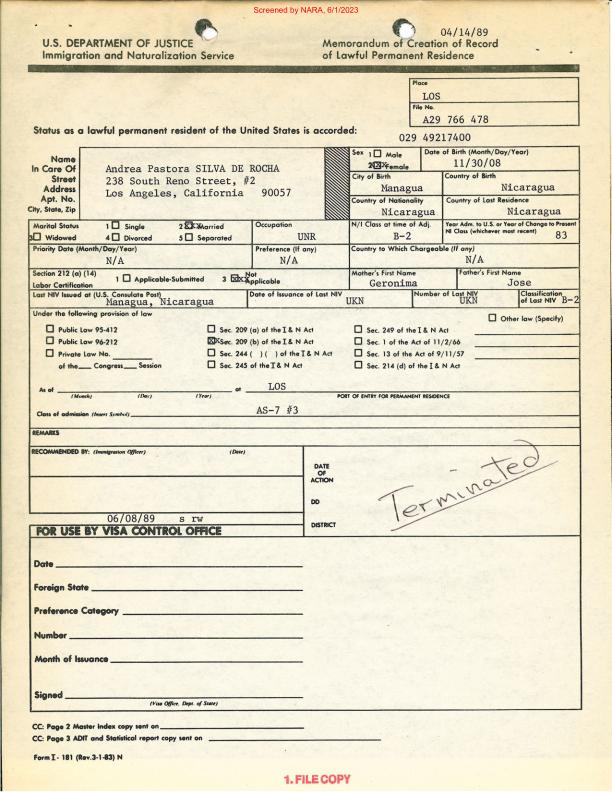 Screened by NARA, 6/1/2023
04/14/89
U.S. DEPARTMENT OF JUSTICE
Immigration and Naturalization Service
Memorandum of Creation of Record
of Lawful Permanent Residence
Place
LOS
File No.
A29 766 478
Status as a lawful permanent resident of the United States is accorded:
029 49217400
Name
In Care Of
Street
Address
Apt. No.
City, State, Zip
Andrea Pastora SILVA DE ROCHA
238 South Reno Street, #2
Los Angeles, California 90057
Sex 1 ☐ Male
2 ☒ Female
Date of Birth (Month/Day/Year)
11/30/08
City of Birth
Managua
Country of Birth
Nicaragua
Country of Nationality
Nicaragua
Country of Last Residence
Nicaragua
Marital Status 1 ☐ Single 2 ☒ Married
3 ☐ Widowed 4 ☐ Divorced 5 ☐ Separated
Occupation
UNR
N/I Class at time of Adj.
B-2
Year Adm. to U.S. or Year of Change to Present
NI Class (whichever most recent) 83
Priority Date (Month/Day/Year)
N/A
Preference (If any)
N/A
Country to Which Chargeable (If any)
N/A
Section 212 (a) (14)
Labor Certification
1 ☐ Applicable-Submitted 3 ☒ Not Applicable
Mother's First Name
Geronima
Father's First Name
Jose
Last NIV Issued at (U.S. Consulate Post)
Managua, Nicaragua
Date of Issuance of Last NIV
UKN
Number of Last NIV
UKN
Classification
of Last NIV B-2
Under the following provision of law
☐ Other law (Specify)
☐ Public Law 95-412
☐ Public Law 96-212
☐ Private Law No.
of the Congress Session
☐ Sec. 209 (a) of the I & N Act
☒ Sec. 209 (b) of the I & N Act
☐ Sec. 244 ( ) ( ) of the I & N Act
☐ Sec. 245 of the I & N Act
☐ Sec. 249 of the I & N Act
☐ Sec. 1 of the Act of 11/2/66
☐ Sec. 13 of the Act of 9/11/57
☐ Sec. 214 (d) of the I & N Act
As of at LOS
(Month) (Day) (Year) PORT OF ENTRY FOR PERMANENT RESIDENCE
Class of admission (Insert Symbol) AS-7 #3
REMARKS
RECOMMENDED BY: (Immigration Officer) (Date)
DATE
OF
ACTION
DD
DISTRICT
Terminated
06/08/89 s rw
FOR USE BY VISA CONTROL OFFICE
Date
Foreign State
Preference Category
Number
Month of Issuance
Signed
(Visa Office, Dept. of State)
CC: Page 2 Master Index copy sent on
CC: Page 3 ADIT and Statistical report copy sent on
Form I-181 (Rev.3-1-83) N
1. FILE COPY